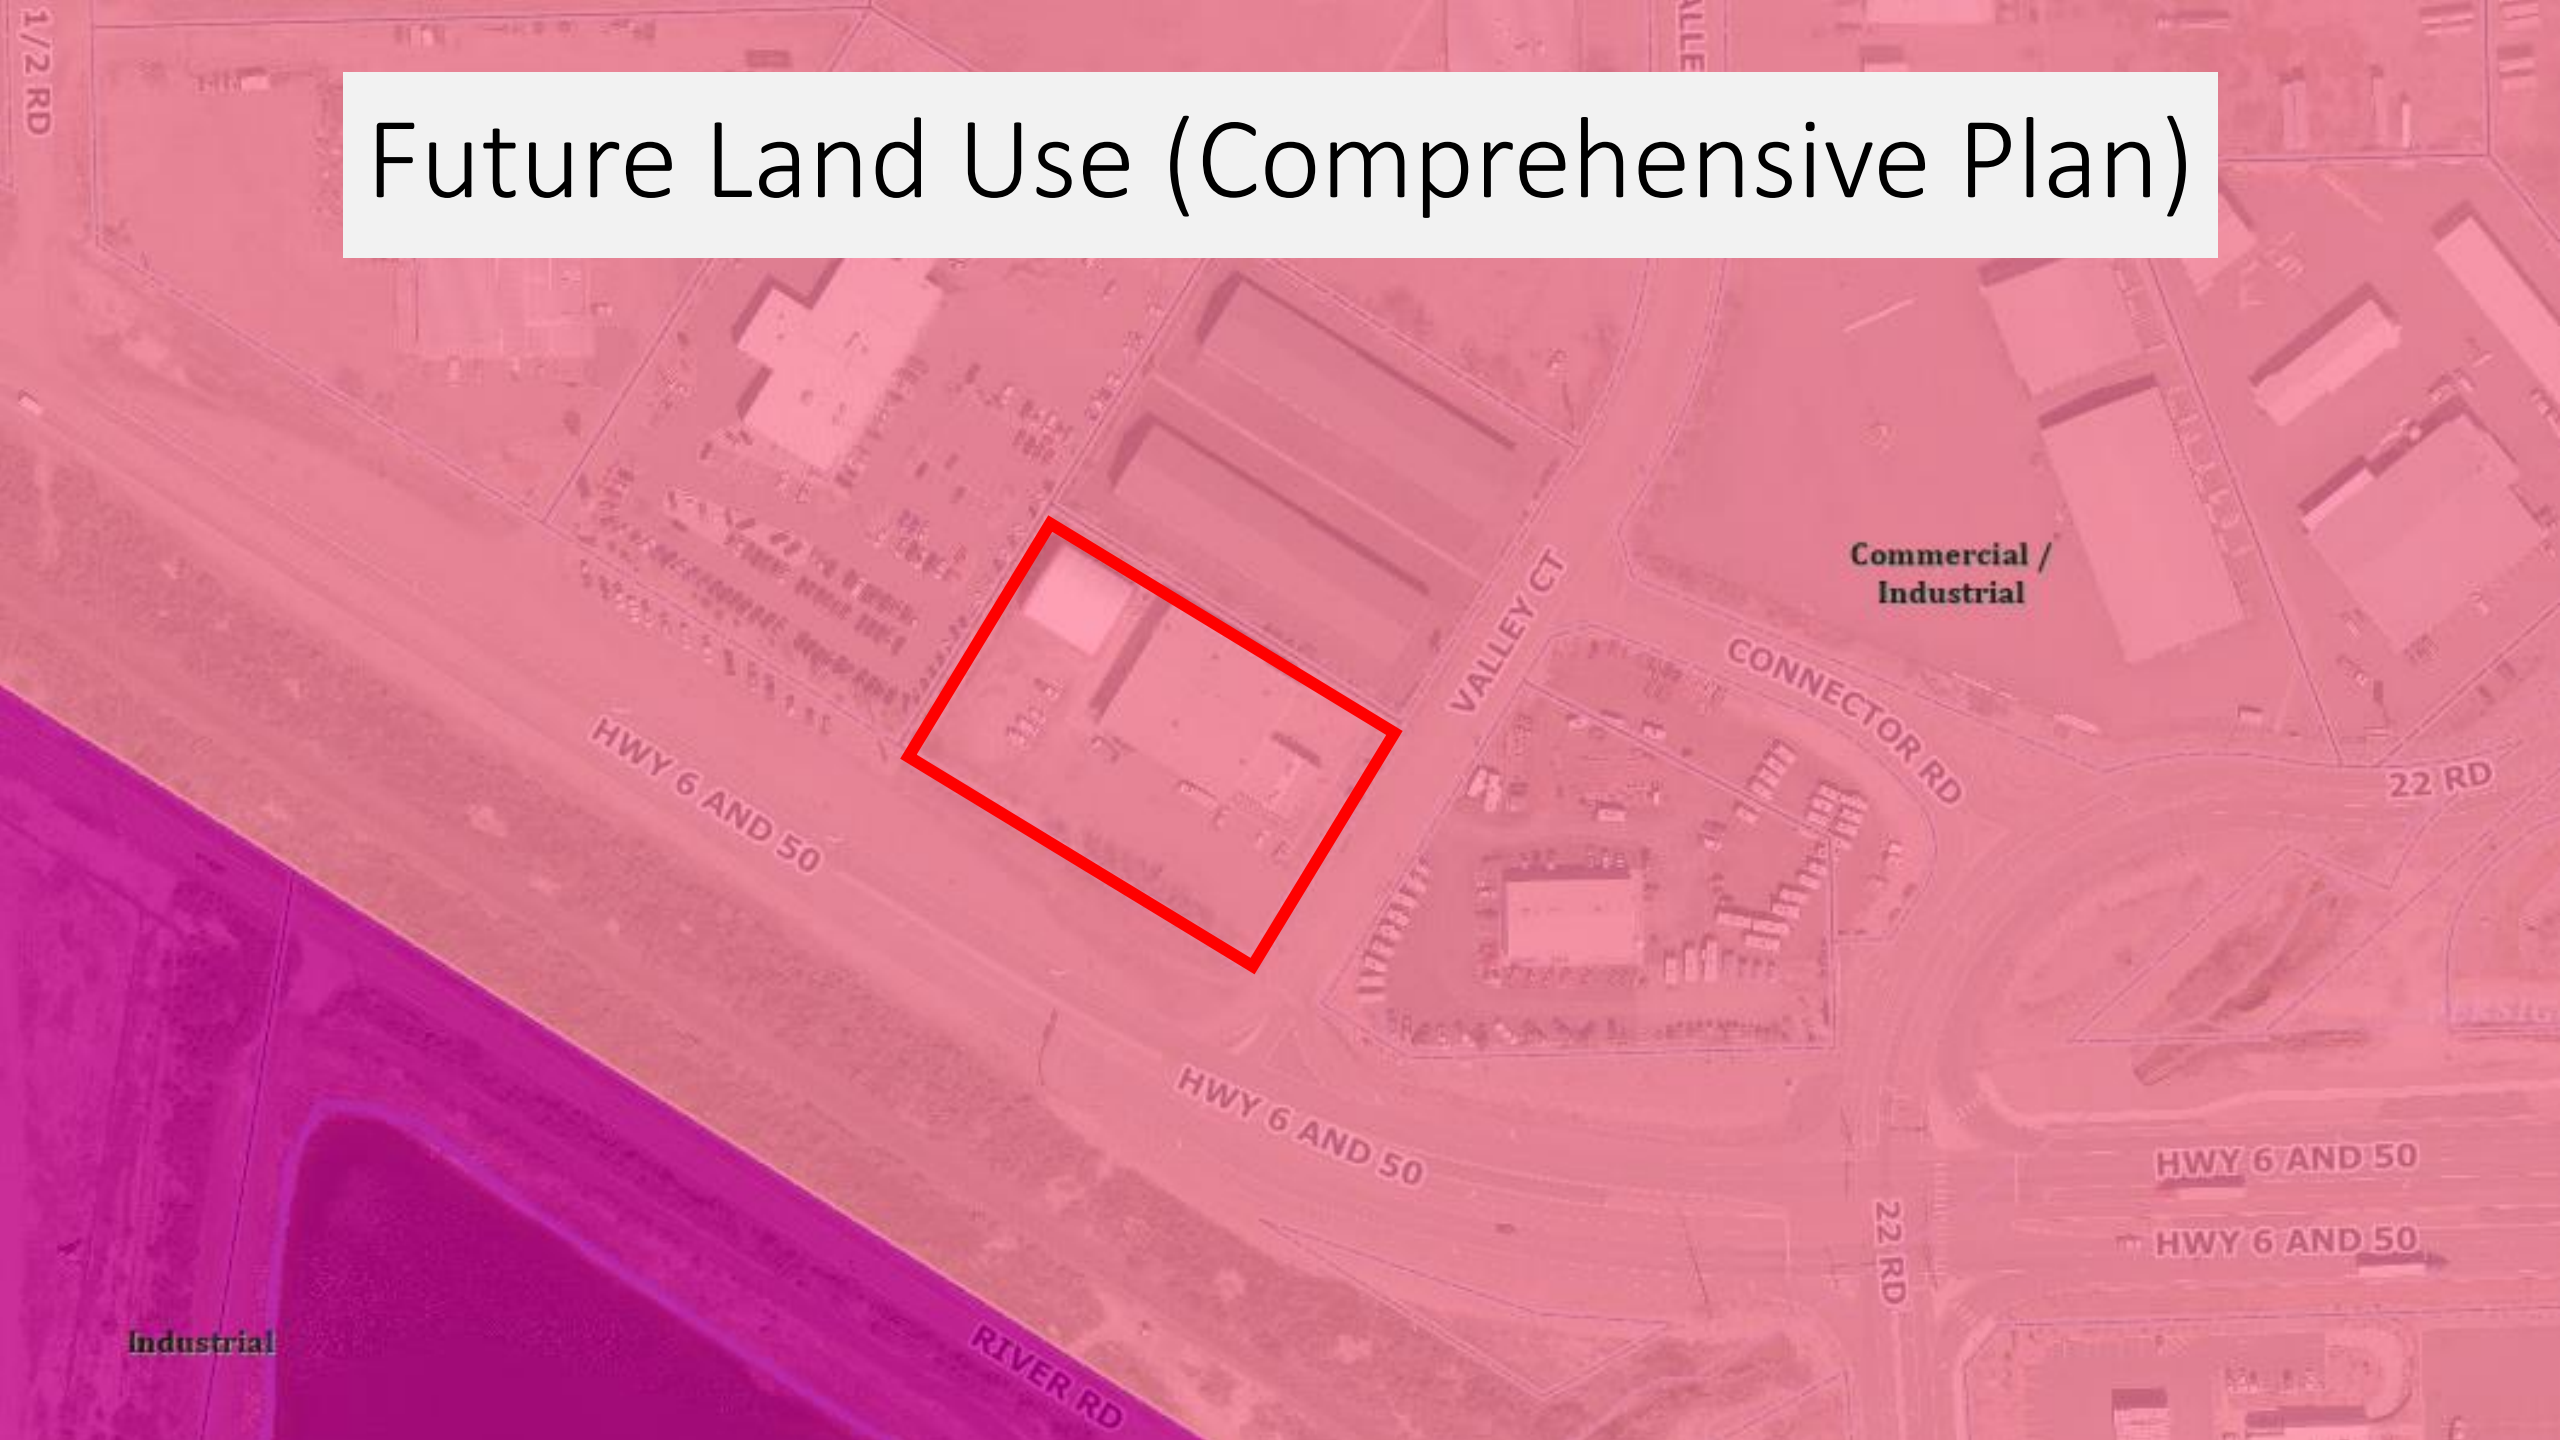 1/2 RD
Future Land Use (Comprehensive Plan)
Commercial /
Industrial
VALLEY CT
CONNECTOR RD
HWY 6 AND 50
22 RD
HWY 6 AND 50
HWY 6 AND 50
22 RD
HWY 6 AND 50
Industrial
RIVER RD